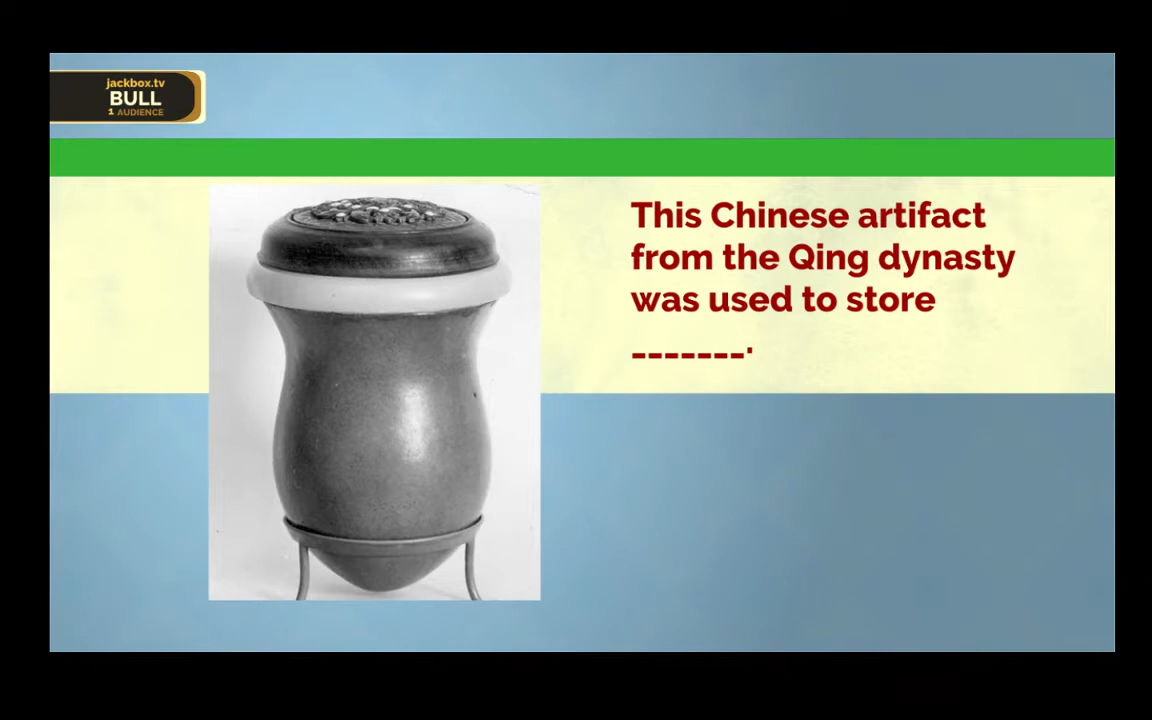 jackbox.tv
BULL
1 AUDIENCE
This Chinese artifact
from the Qing dynasty
was used to store
_______.